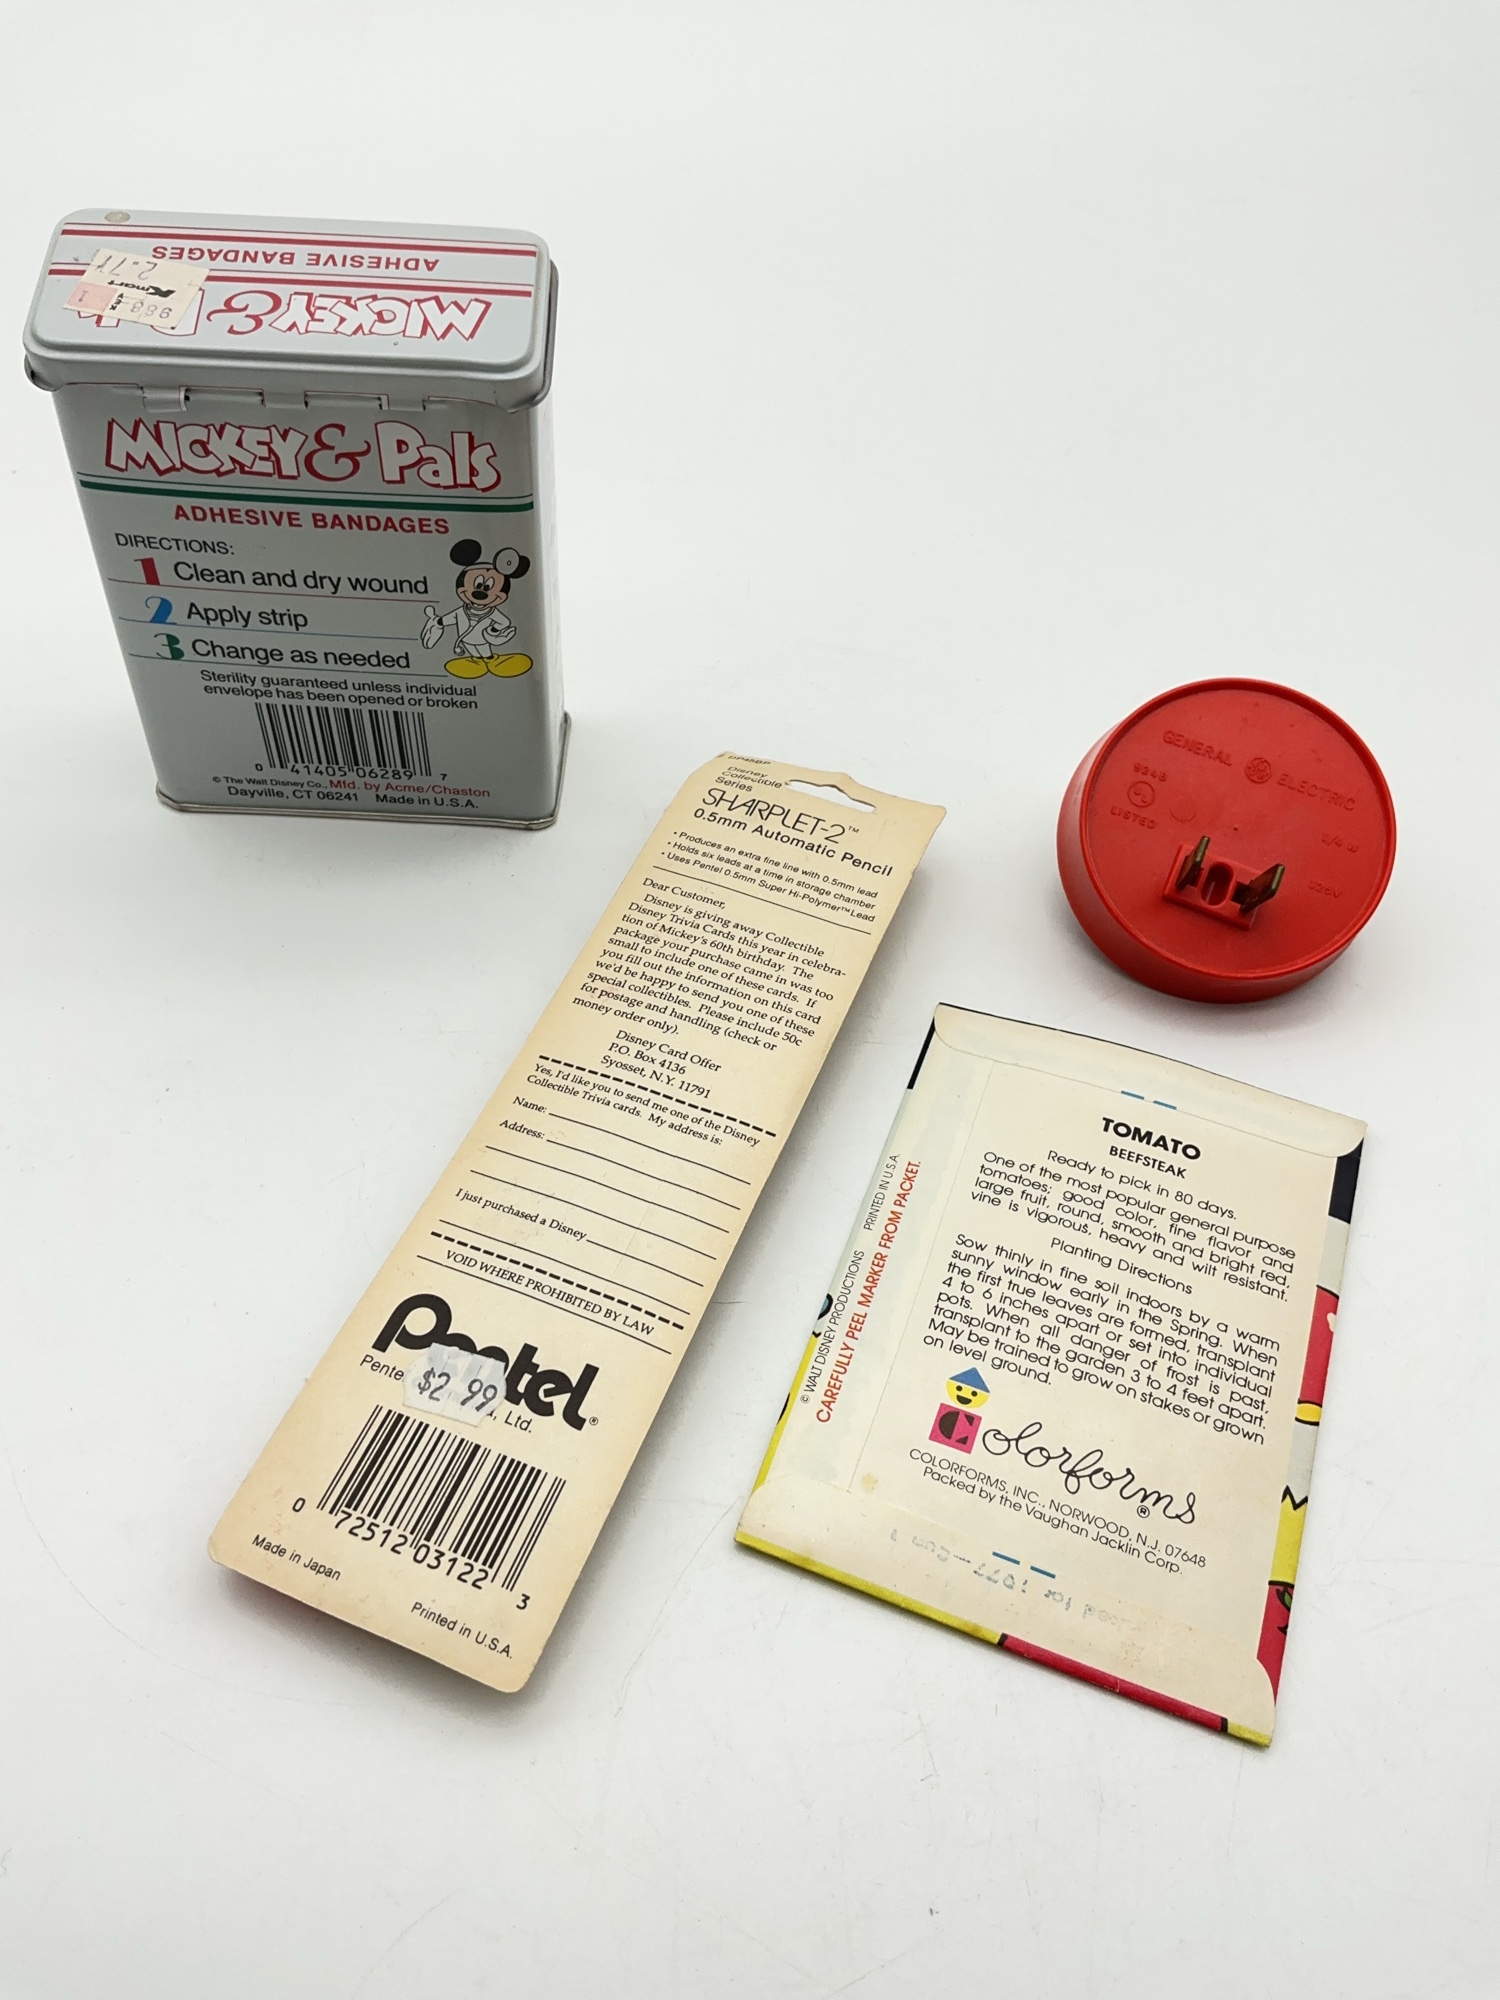 ADHESIVE BANDAGES
MICKEY &
Kmart
2.71
MICKEY & Pals
ADHESIVE BANDAGES
DIRECTIONS:
1 Clean and dry wound
2 Apply strip
3 Change as needed
Sterility guaranteed unless individual
envelope has been opened or broken
0 41405 06289 7
© The Walt Disney Co., Mfd. by Acme/Chaston
Dayville, CT 06241 Made in U.S.A.
Disney
Collectible
Series
SHARPLET-2™
0.5mm Automatic Pencil
• Produces an extra fine line with 0.5mm lead
• Holds six leads at a time in storage chamber
• Uses Pentel 0.5mm Super Hi-Polymer™ Lead
Dear Customer,
Disney is giving away Collectible
Disney Trivia Cards this year in celebra-
tion of Mickey's 60th birthday. The
package your purchase came in was too
small to include one of these cards. If
you fill out the information on this card
we'd be happy to send you one of these
special collectibles. Please include 50c
for postage and handling (check or
money order only).
Disney Card Offer
P.O. Box 4136
Syosset, N.Y. 11791
Yes, I'd like you to send me one of the Disney
Collectible Trivia cards. My address is:
Name:
Address:
I just purchased a Disney
VOID WHERE PROHIBITED BY LAW
Pentel®
$2.99
Ltd.
0 72512 03122 3
Made in Japan
Printed in U.S.A.
GENERAL GE ELECTRIC
UL
LISTED
TOMATO
BEEFSTEAK
Ready to pick in 80 days.
One of the most popular general purpose
tomatoes; good color, fine flavor and
large fruit, round, smooth and bright red,
vine is vigorous, heavy and wilt resistant.
Planting Directions
Sow thinly in fine soil indoors by a warm
sunny window early in the Spring. When
the first true leaves are formed, transplant
4 to 6 inches apart or set into individual
pots. When all danger of frost is past,
transplant to the garden 3 to 4 feet apart.
May be trained to grow on stakes or grown
on level ground.
Colorforms®
COLORFORMS, INC., NORWOOD, N.J. 07648
Packed by the Vaughan Jacklin Corp.
© WALT DISNEY PRODUCTIONS PRINTED IN U.S.A.
CAREFULLY PEEL MARKER FROM PACKET.